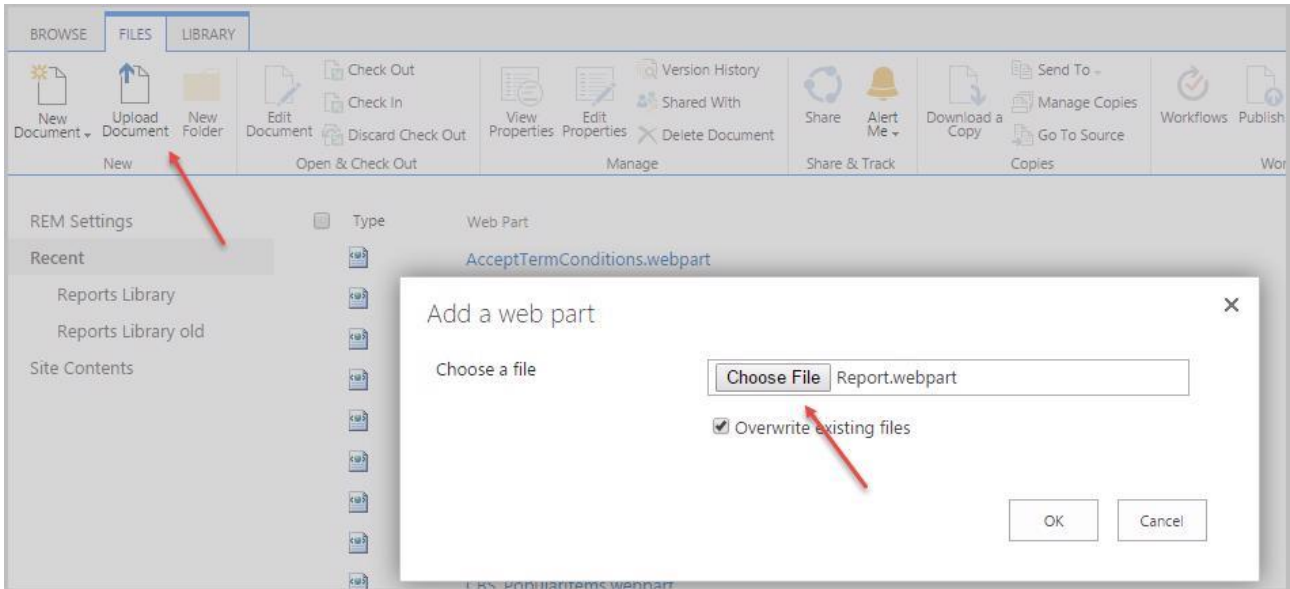 BROWSE FILES LIBRARY
New Document
Upload Document
New Folder
New
Edit Document
Check Out
Check In
Discard Check Out
Open & Check Out
View Properties
Edit Properties
Version History
Shared With
Delete Document
Manage
Share
Alert Me
Share & Track
Download a Copy
Send To
Manage Copies
Go To Source
Copies
Workflows
Publish
Wor
REM Settings
Recent
Reports Library
Reports Library old
Site Contents
Type Web Part
AcceptTermConditions.webpart
Add a web part
Choose a file
Choose File Report.webpart
Overwrite existing files
OK Cancel
CBS_PopularItems.webpart